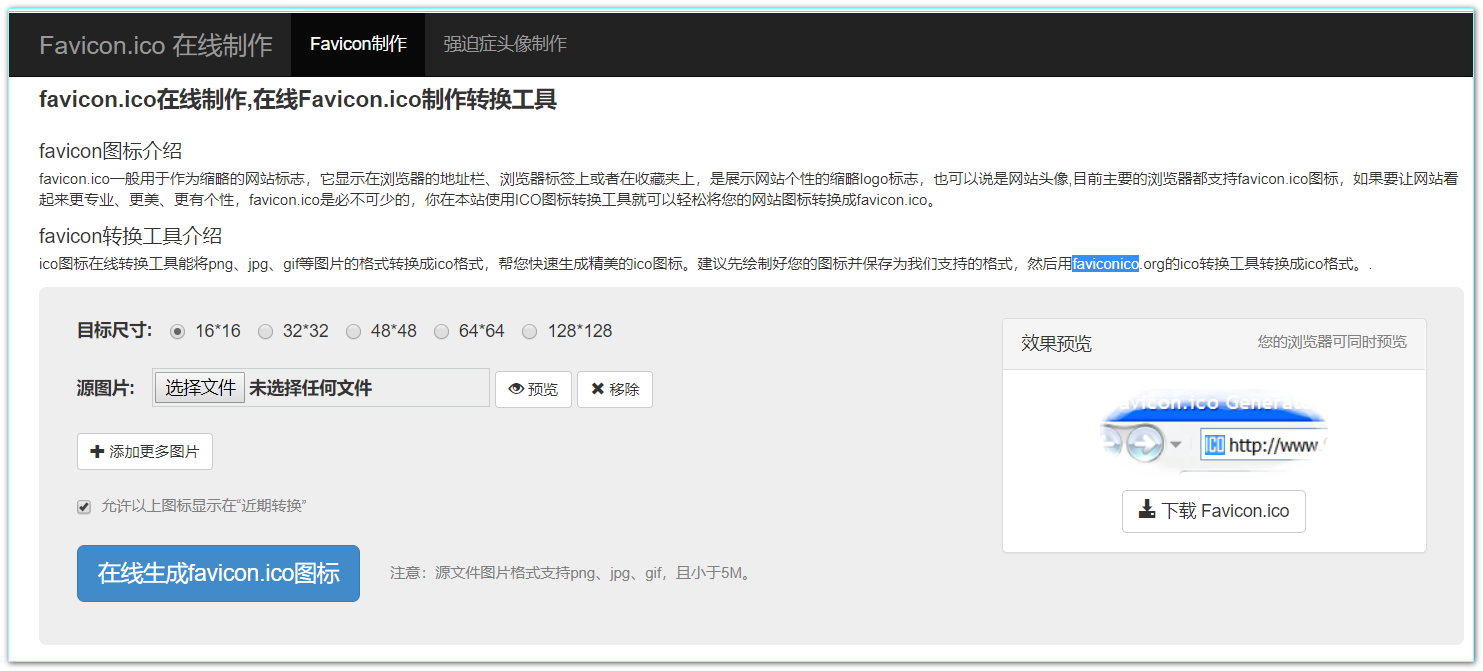 Favicon.ico 在线制作 Favicon制作 强迫症头像制作
favicon.ico在线制作,在线Favicon.ico制作转换工具
favicon图标介绍
favicon.ico一般用于作为缩略的网站标志，它显示在浏览器的地址栏、浏览器标签上或者在收藏夹上，是展示网站个性的缩略logo标志，也可以说是网站头像,目前主要的浏览器都支持favicon.ico图标，如果要让网站看
起来更专业、更美、更有个性，favicon.ico是必不可少的，你在本站使用ICO图标转换工具就可以轻松将您的网站图标转换成favicon.ico。
favicon转换工具介绍
ico图标在线转换工具能将png、jpg、gif等图片的格式转换成ico格式，帮您快速生成精美的ico图标。建议先绘制好您的图标并保存为我们支持的格式，然后用faviconico.org的ico转换工具转换成ico格式。.
目标尺寸: 16*16 32*32 48*48 64*64 128*128
源图片: 选择文件 未选择任何文件 预览 移除
添加更多图片
允许以上图标显示在“近期转换”
在线生成favicon.ico图标 注意：源文件图片格式支持png、jpg、gif，且小于5M。
效果预览 您的浏览器可同时预览
avicon.ico Genera
ICO http://www.
下载 Favicon.ico